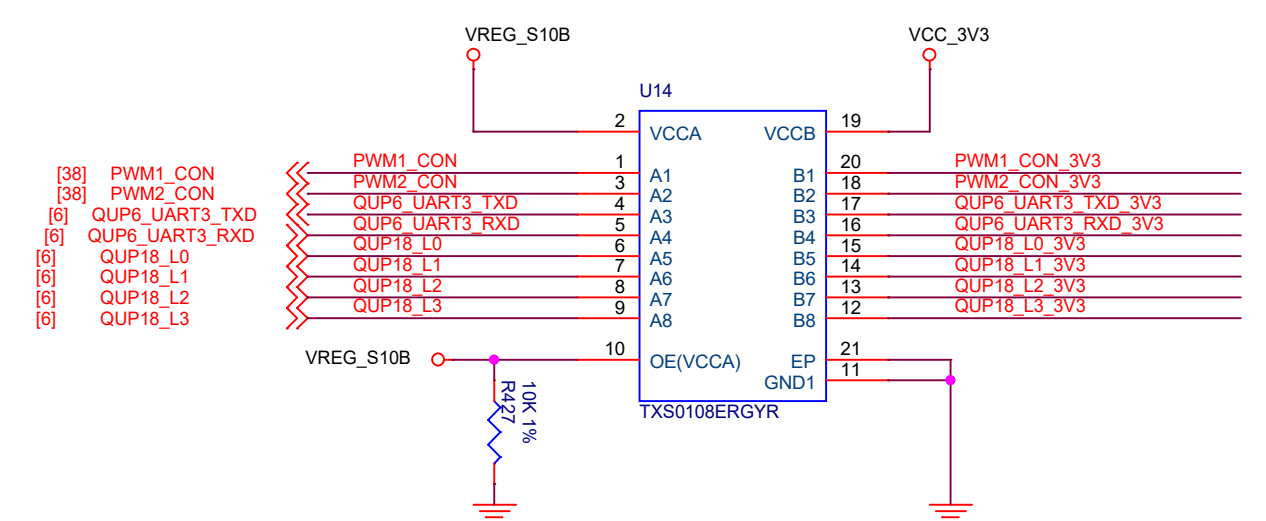 VREG_S10B
VCC_3V3
U14
2 VCCA VCCB 19
[38] PWM1_CON PWM1_CON 1 A1 B1 20 PWM1_CON_3V3
[38] PWM2_CON PWM2_CON 3 A2 B2 18 PWM2_CON_3V3
[6] QUP6_UART3_TXD QUP6_UART3_TXD 4 A3 B3 17 QUP6_UART3_TXD_3V3
[6] QUP6_UART3_RXD QUP6_UART3_RXD 5 A4 B4 16 QUP6_UART3_RXD_3V3
[6] QUP18_L0 QUP18_L0 6 A5 B5 15 QUP18_L0_3V3
[6] QUP18_L1 QUP18_L1 7 A6 B6 14 QUP18_L1_3V3
[6] QUP18_L2 QUP18_L2 8 A7 B7 13 QUP18_L2_3V3
[6] QUP18_L3 QUP18_L3 9 A8 B8 12 QUP18_L3_3V3
VREG_S10B 10 OE(VCCA) EP 21
GND1 11
TXS0108ERGYR
10K 1%
R427